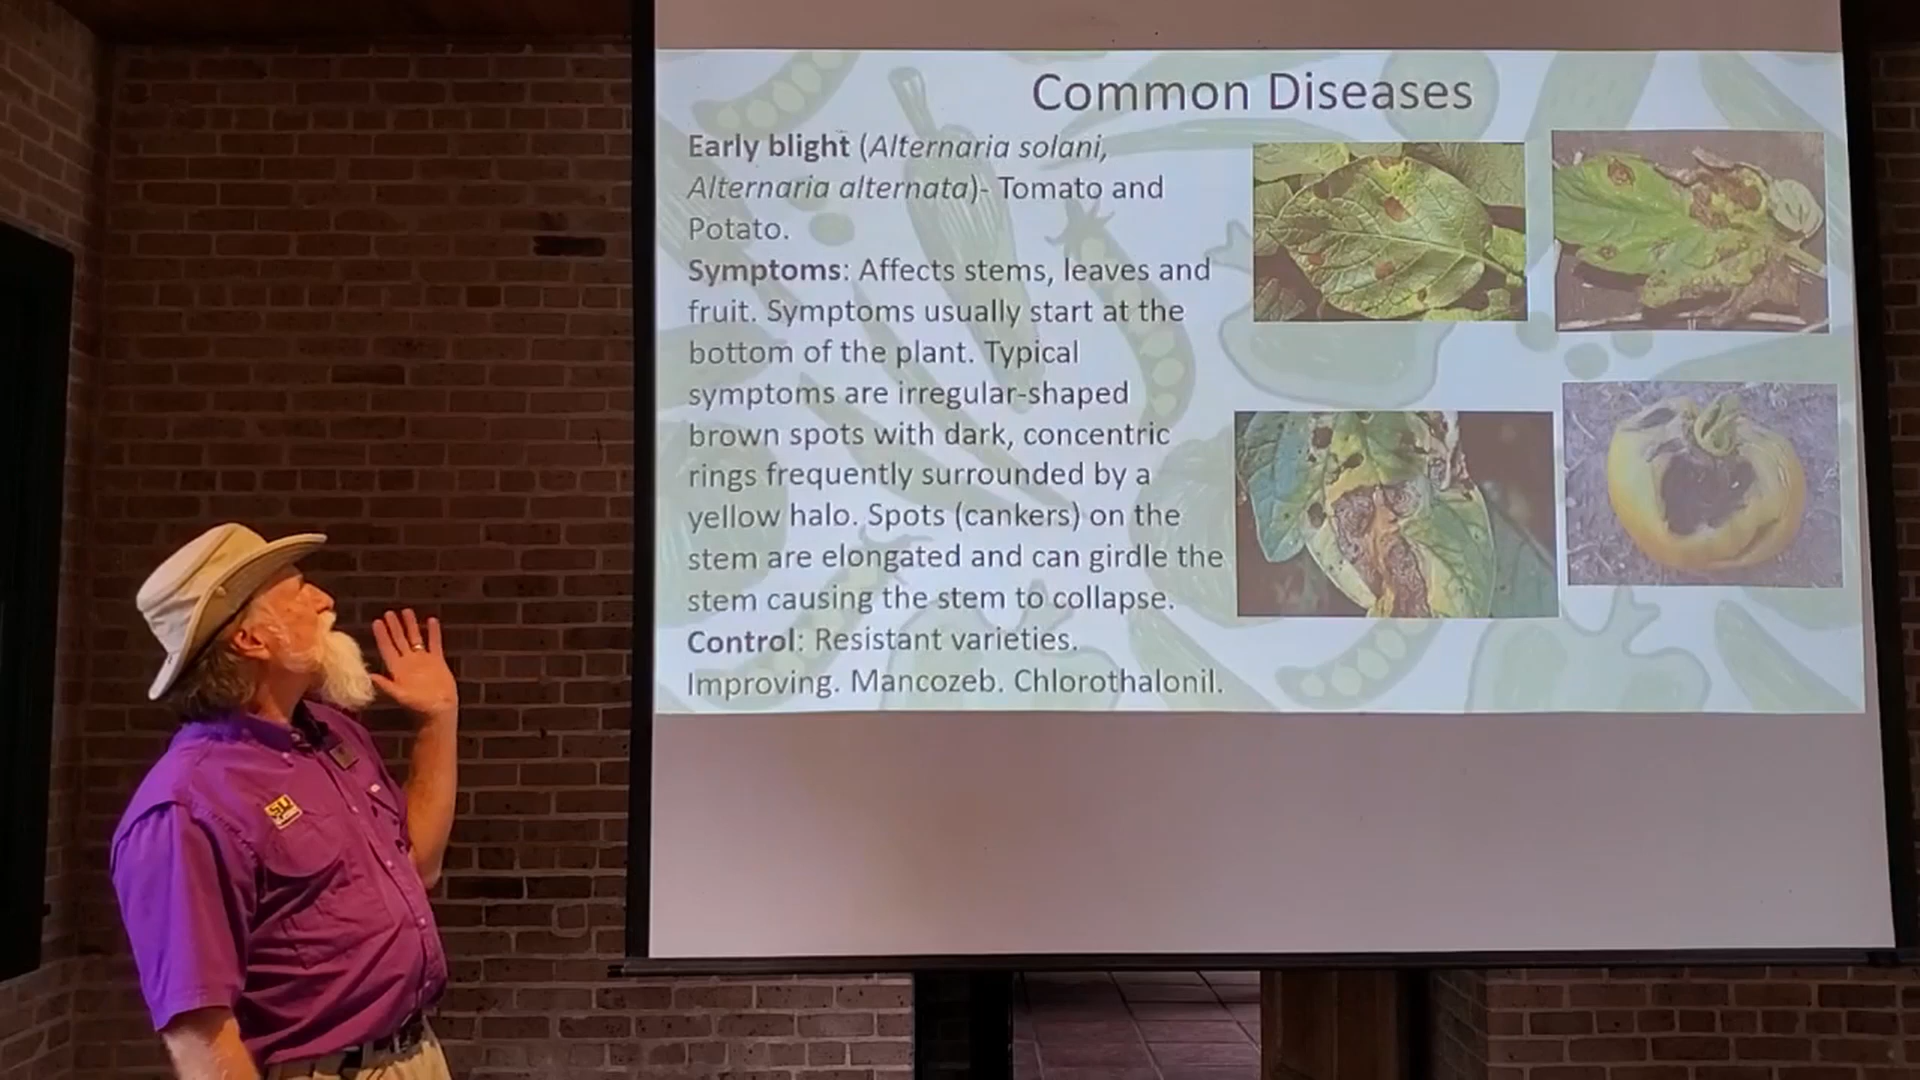 Common Diseases
Early blight (Alternaria solani,
Alternaria alternata)- Tomato and
Potato.
Symptoms: Affects stems, leaves and
fruit. Symptoms usually start at the
bottom of the plant. Typical
symptoms are irregular-shaped
brown spots with dark, concentric
rings frequently surrounded by a
yellow halo. Spots (cankers) on the
stem are elongated and can girdle the
stem causing the stem to collapse.
Control: Resistant varieties.
Improving. Mancozeb. Chlorothalonil.
LSU